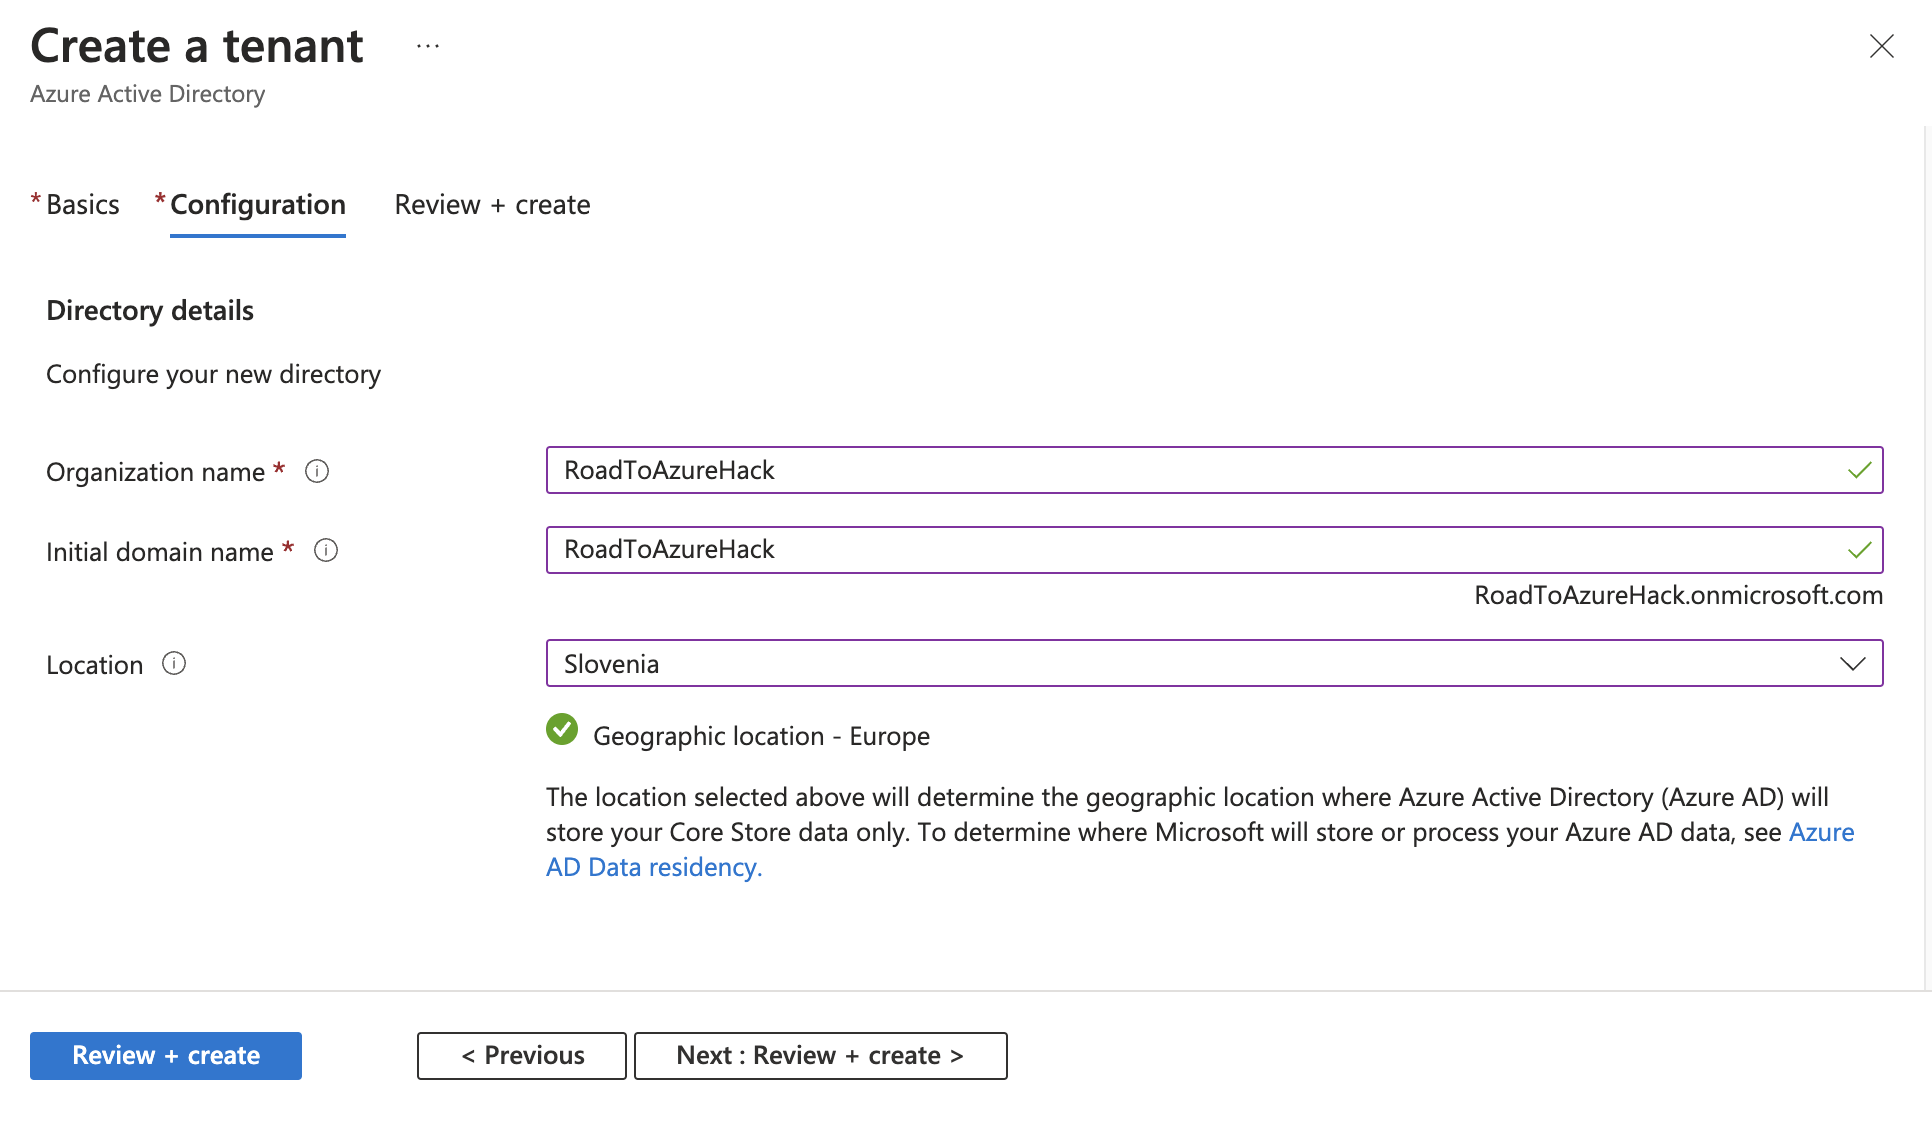 Create a tenant ...
Azure Active Directory
* Basics * Configuration Review + create
Directory details
Configure your new directory
Organization name * RoadToAzureHack
Initial domain name * RoadToAzureHack
RoadToAzureHack.onmicrosoft.com
Location Slovenia
Geographic location - Europe
The location selected above will determine the geographic location where Azure Active Directory (Azure AD) will
store your Core Store data only. To determine where Microsoft will store or process your Azure AD data, see Azure
AD Data residency.
Review + create < Previous Next : Review + create >